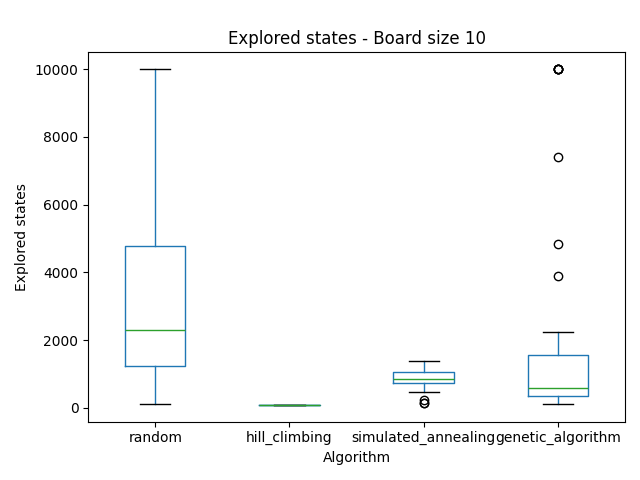 Explored states - Board size 10
Explored states
10000
8000
6000
4000
2000
0
random hill_climbing simulated_annealing genetic_algorithm
Algorithm